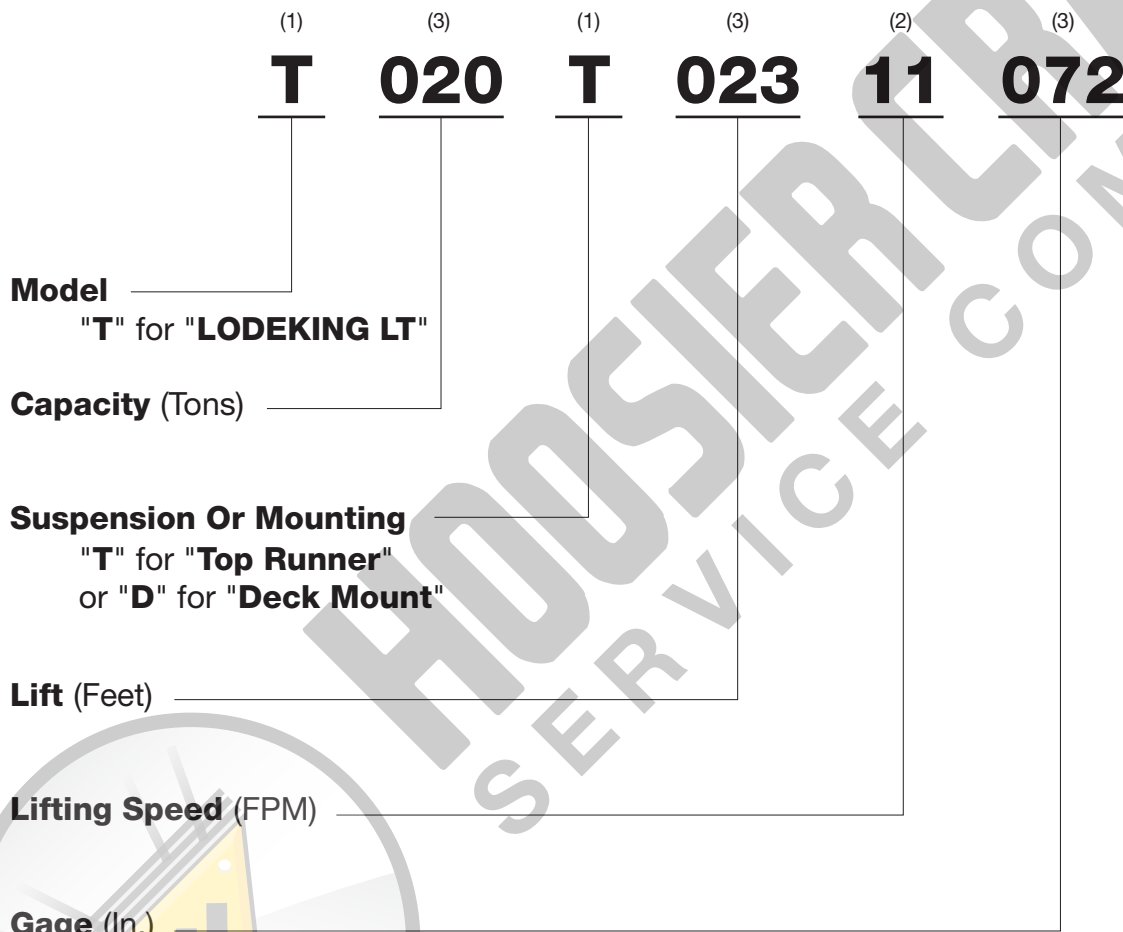 (1) (3) (1) (3) (2) (3)
T 020 T 023 11 072
Model
"T" for "LODEKING LT"
Capacity (Tons)
Suspension Or Mounting
"T" for "Top Runner"
or "D" for "Deck Mount"
Lift (Feet)
Lifting Speed (FPM)
Gage (In.)
HOOSIER
SERVICE